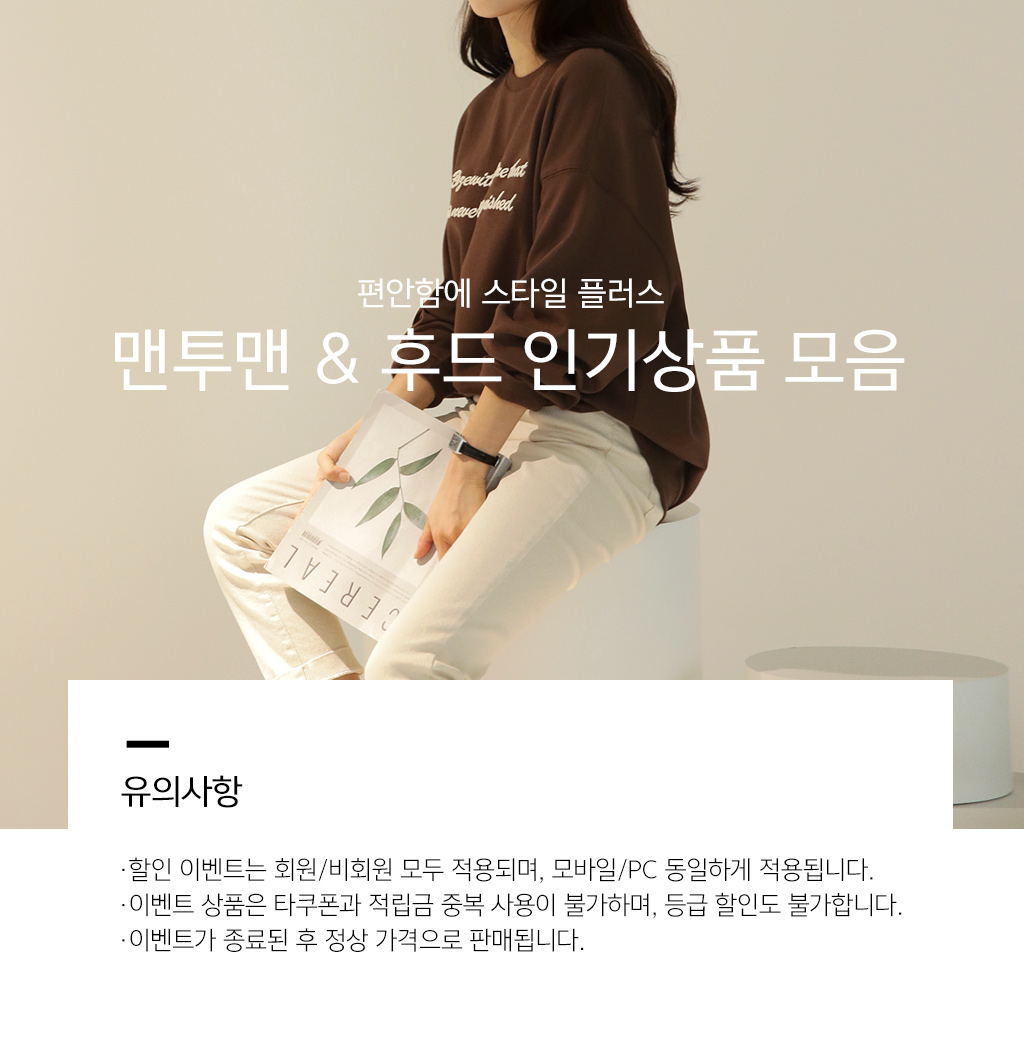 편안함에 스타일 플러스
맨투맨 & 후드 인기상품 모음
CEREAL
유의사항
·할인 이벤트는 회원/비회원 모두 적용되며, 모바일/PC 동일하게 적용됩니다.
·이벤트 상품은 타쿠폰과 적립금 중복 사용이 불가하며, 등급 할인도 불가합니다.
·이벤트가 종료된 후 정상 가격으로 판매됩니다.